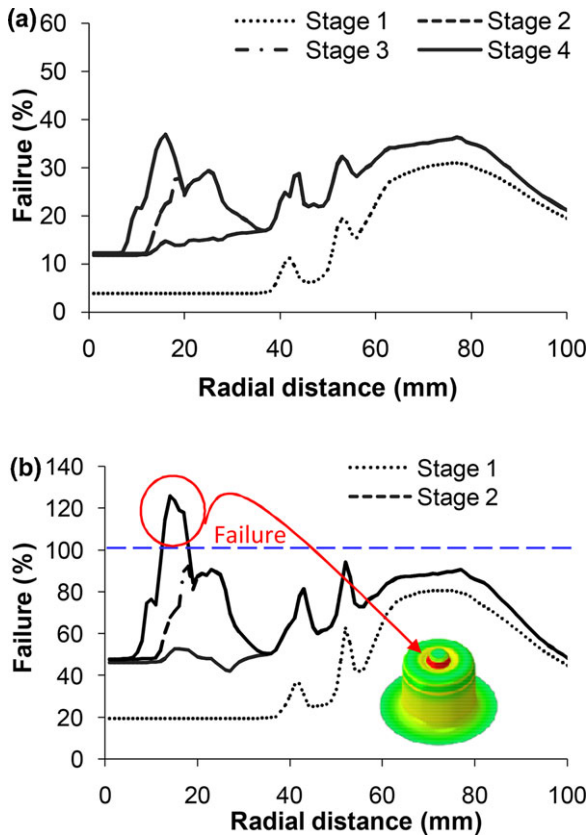 (a)
Stage 1
Stage 2
Stage 3
Stage 4
60
50
40
30
20
10
0
Failrue (%)
0 20 40 60 80 100
Radial distance (mm)
(b)
Stage 1
Stage 2
140
120
100
80
60
40
20
0
Failure (%)
Failure
0 20 40 60 80 100
Radial distance (mm)